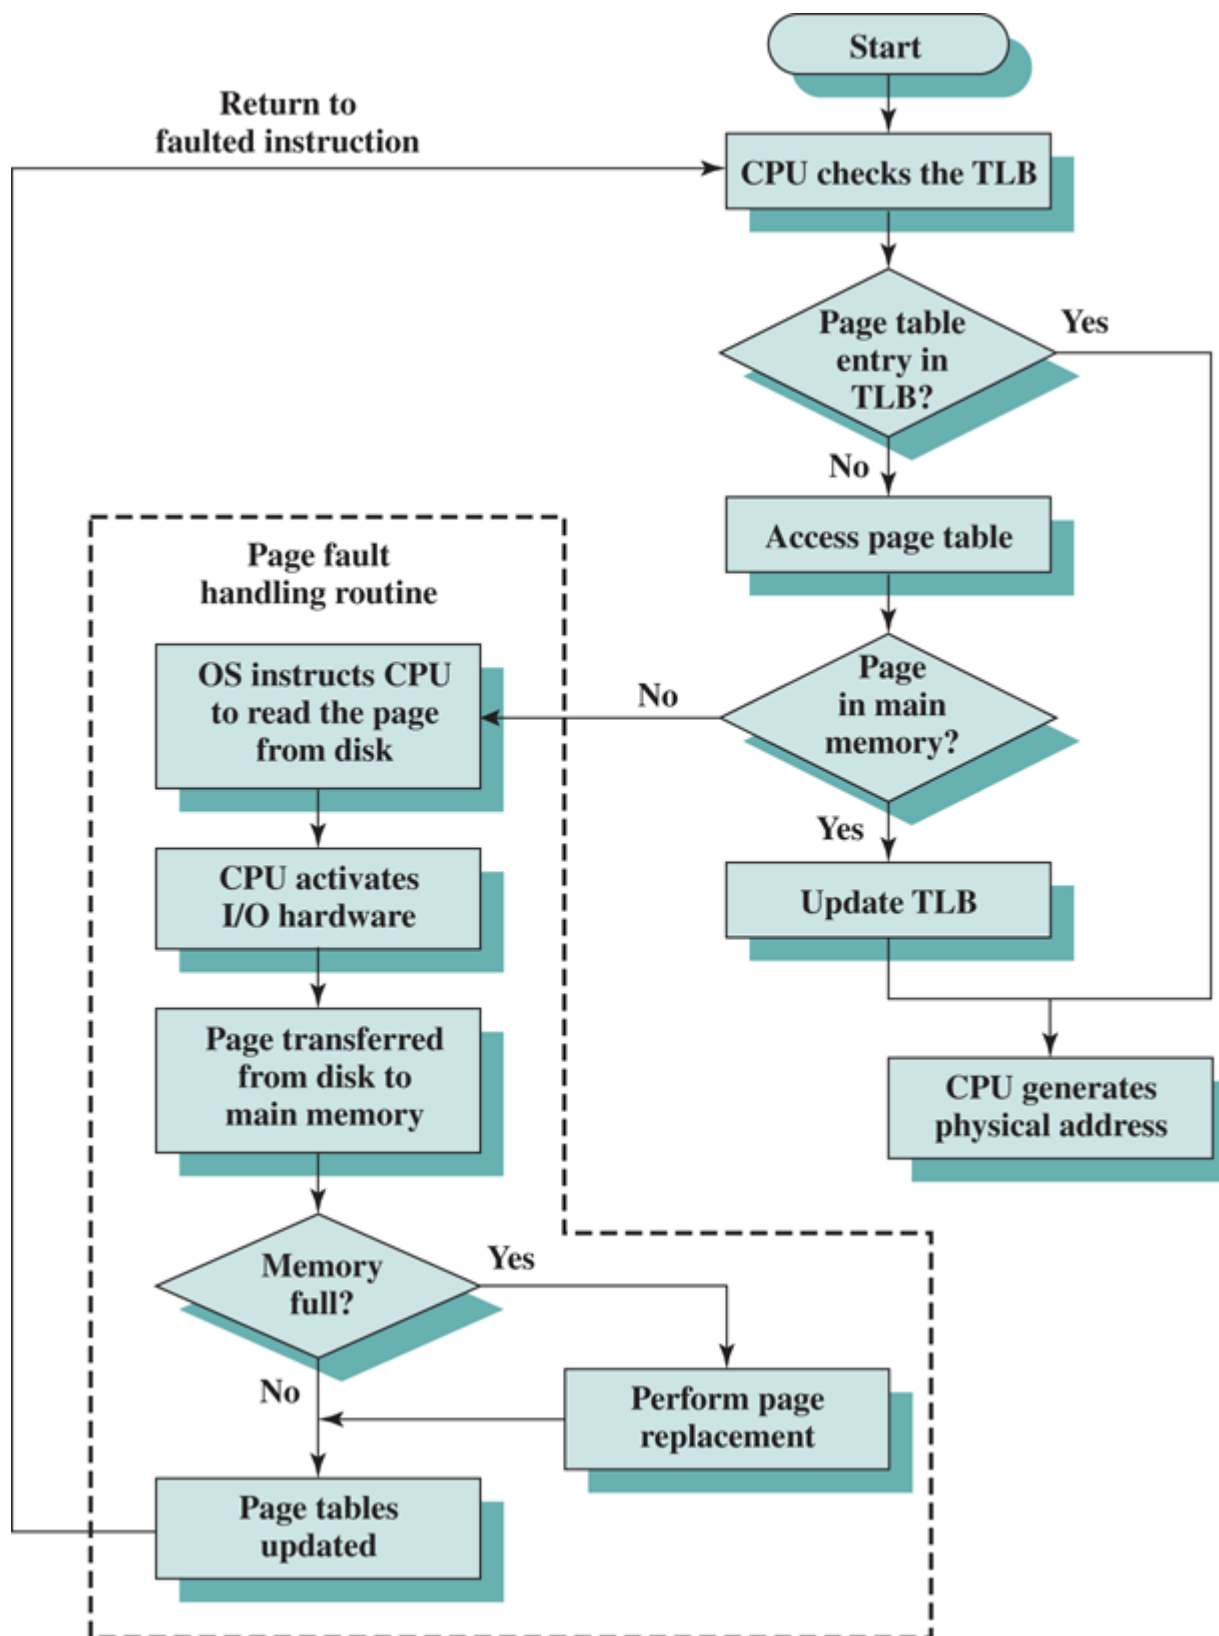 Start
Return to
faulted instruction
CPU checks the TLB
Page table
entry in
TLB?
Yes
No
Access page table
Page fault
handling routine
OS instructs CPU
to read the page
from disk
No
Page
in main
memory?
Yes
CPU activates
I/O hardware
Update TLB
Page transferred
from disk to
main memory
CPU generates
physical address
Memory
full?
Yes
No
Perform page
replacement
Page tables
updated